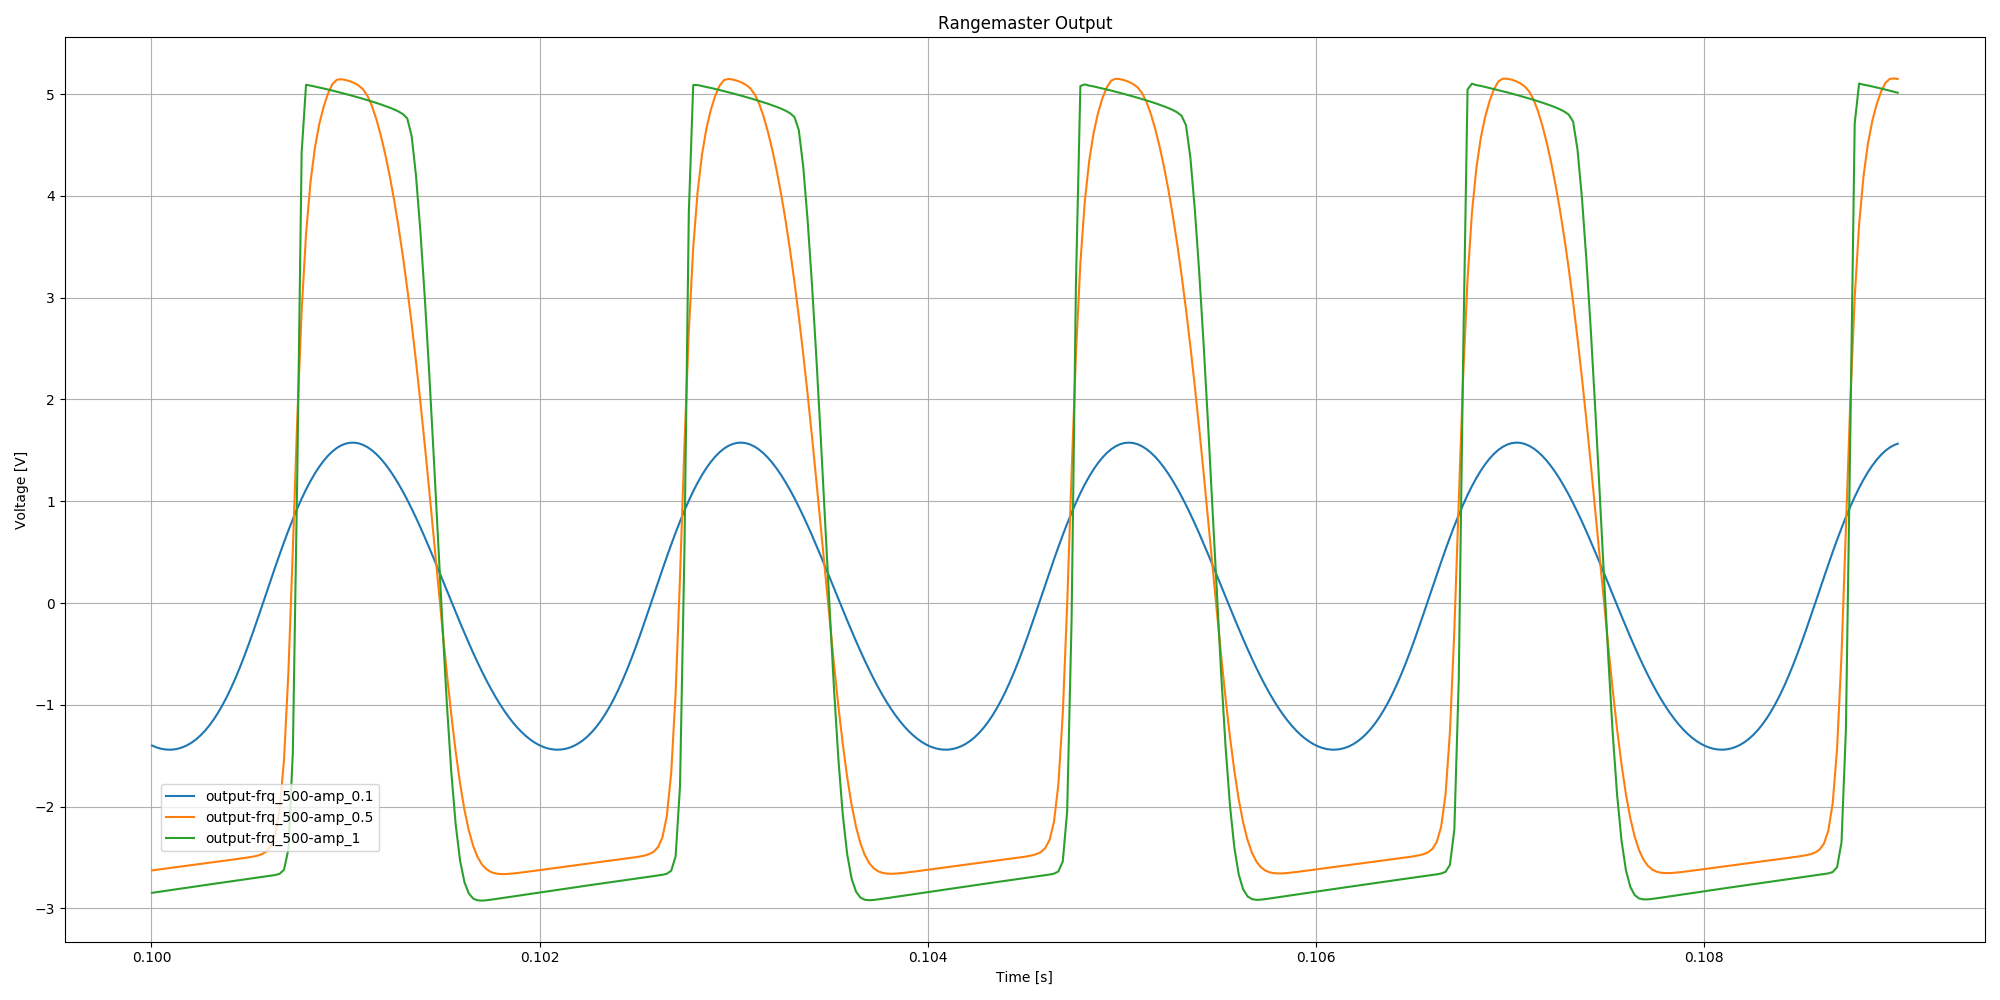 Rangemaster Output
Voltage [V]
5
4
3
2
1
0
−1
−2
−3
output-frq_500-amp_0.1
output-frq_500-amp_0.5
output-frq_500-amp_1
0.100
0.102
0.104
0.106
0.108
Time [s]